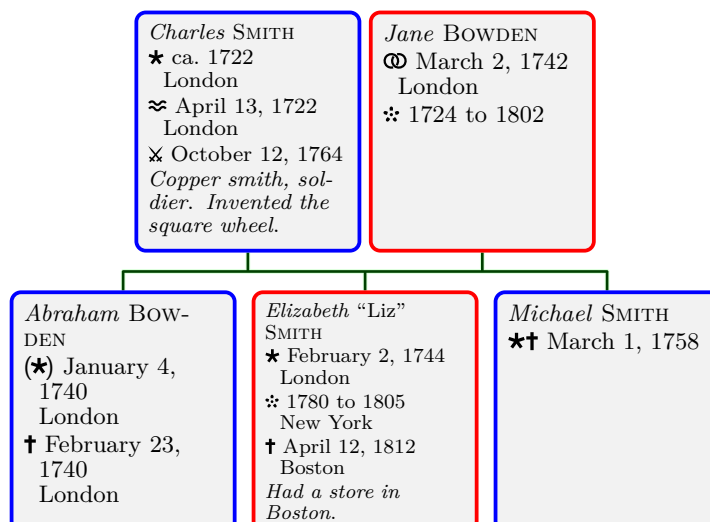 Charles SMITH
★ ca. 1722
London
≈ April 13, 1722
London
⚔ October 12, 1764
Copper smith, sol-
dier. Invented the
square wheel.
Jane BOWDEN
⚭ March 2, 1742
London
⁘ 1724 to 1802
Abraham BOW-
DEN
(★) January 4,
1740
London
† February 23,
1740
London
Elizabeth “Liz”
SMITH
★ February 2, 1744
London
⁘ 1780 to 1805
New York
† April 12, 1812
Boston
Had a store in
Boston.
Michael SMITH
★† March 1, 1758